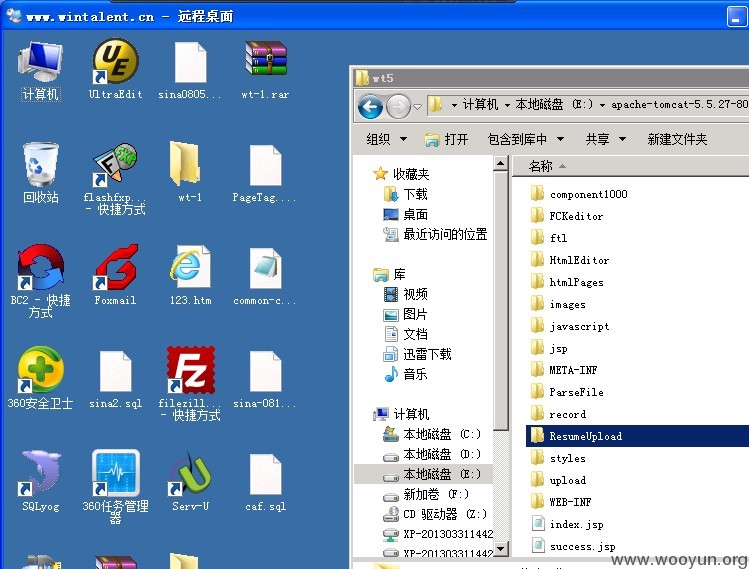 www.wintalent.cn - 远程桌面
计算机
UltraEdit
sina0805...
wt-1.rar
回收站
flashfxp...
- 快捷方式
wt-1
PageTag....
BC2 - 快捷
方式
Foxmail
123.htm
common-c...
360安全卫士
sina2.sql
filezill...
- 快捷方式
sina-081...
SQLyog
360任务管理
器
Serv-U
caf.sql
wt5
计算机 本地磁盘 (E:) apache-tomcat-5.5.27-80
组织 打开 包含到库中 共享 新建文件夹
收藏夹
下载
桌面
最近访问的位置
库
视频
图片
文档
迅雷下载
音乐
计算机
本地磁盘 (C:)
本地磁盘 (D:)
本地磁盘 (E:)
新加卷 (F:)
CD 驱动器 (Z:)
XP-201303311442
XP-201303311442
名称
component1000
FCKeditor
ftl
HtmlEditor
htmlPages
images
javascript
jsp
META-INF
ParseFile
record
ResumeUpload
styles
upload
WEB-INF
index.jsp
success.jsp
www.wooyun.org